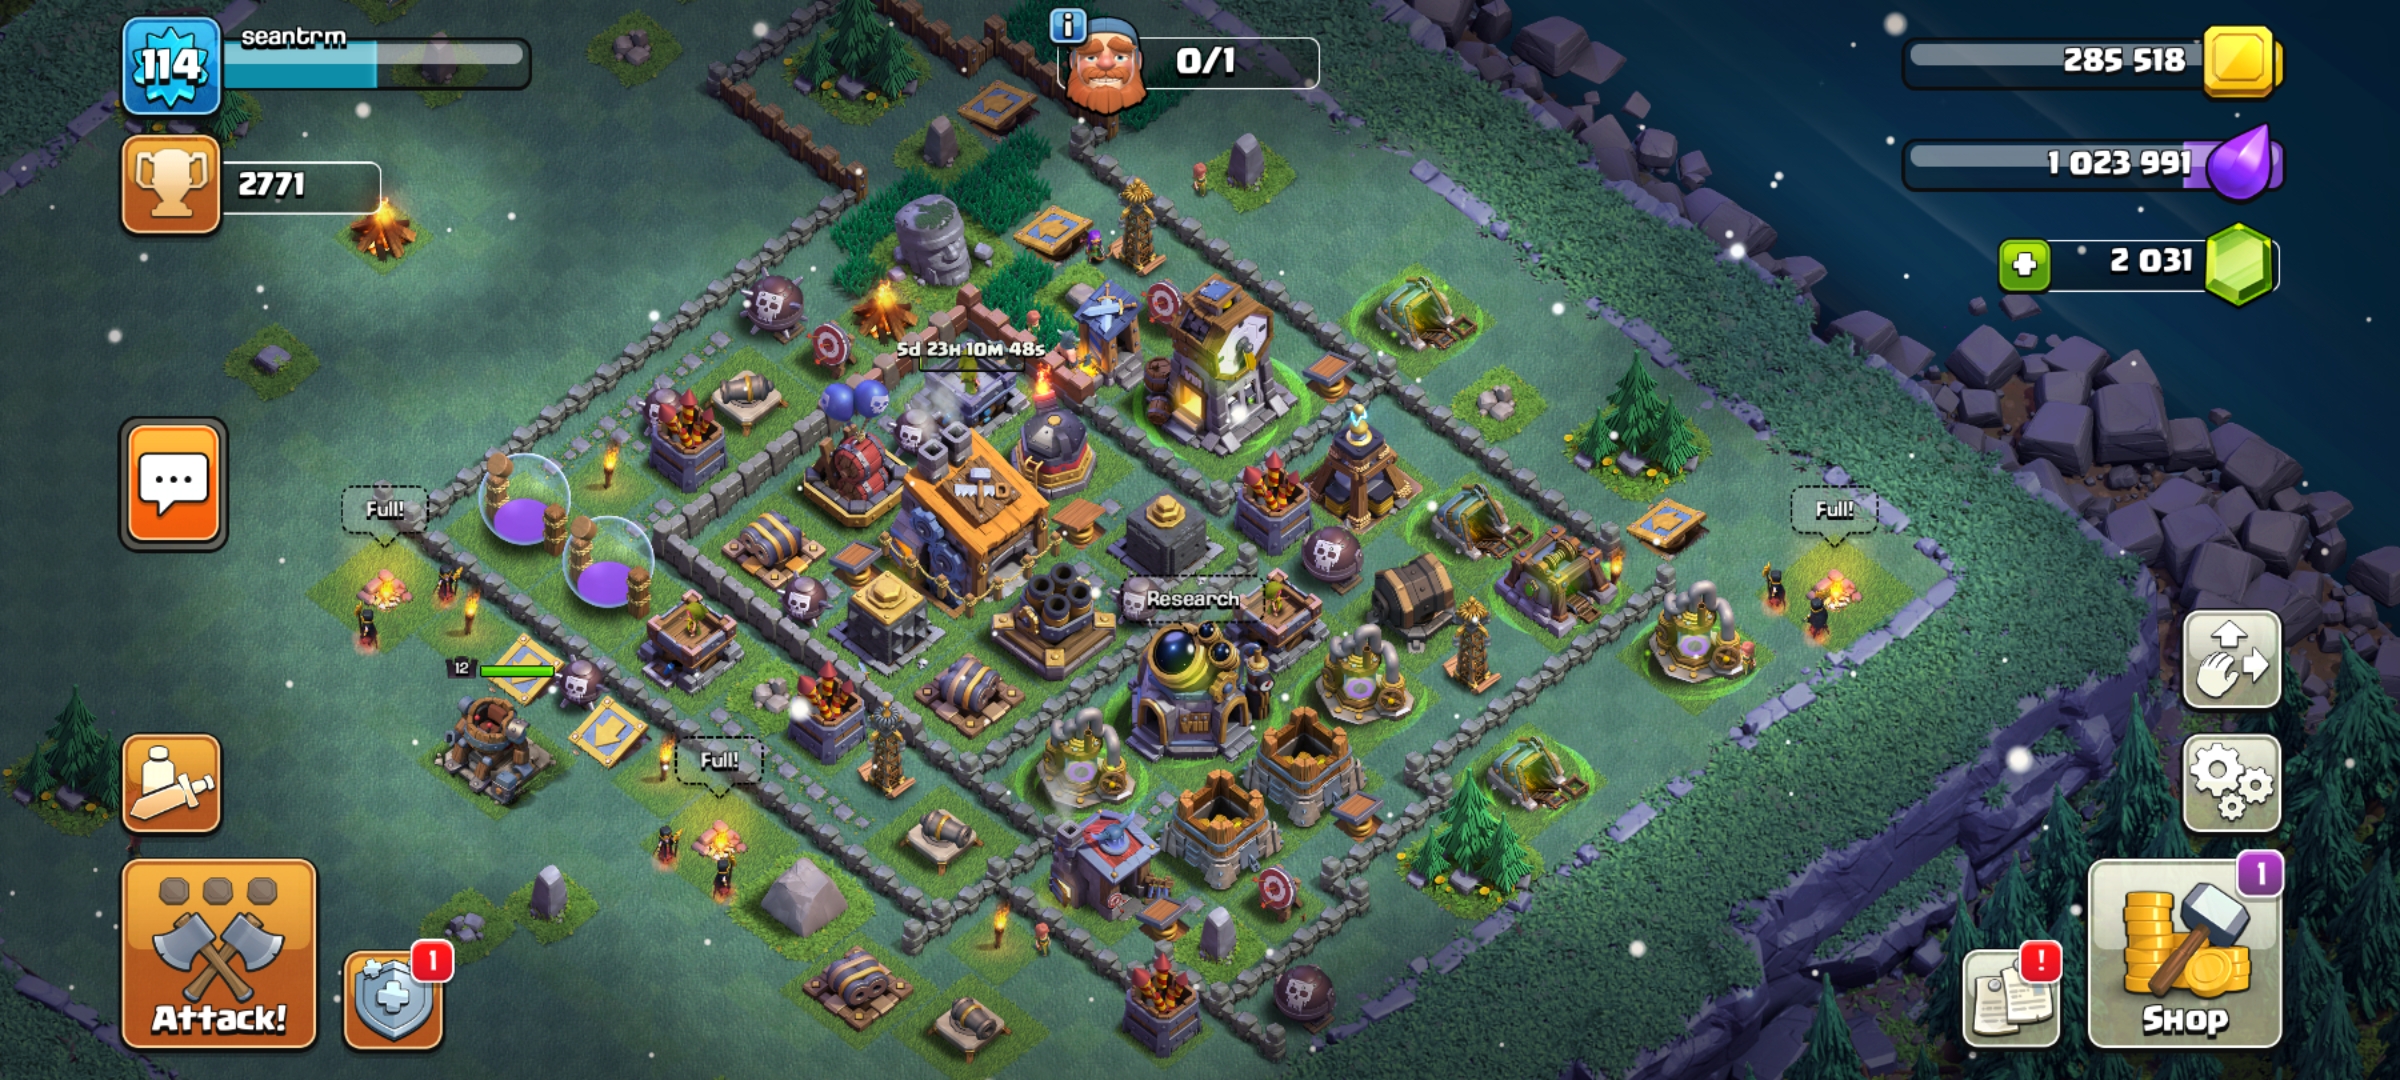 114
seantrm
2771
i
0/1
285 518
1 023 991
2 031
5d 23H 10M 48s
Full!
Full!
Research
12
VIII
Full!
Attack!
1
1
!
Shop